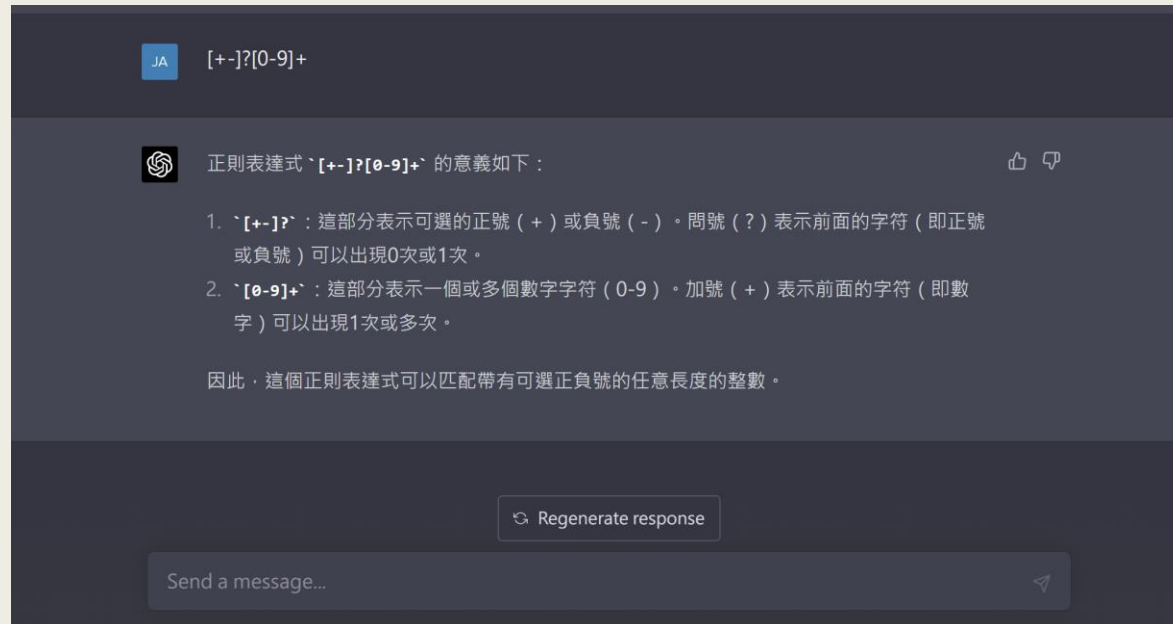 JA
[+-]?[0-9]+
正則表達式 `[+-]?[0-9]+` 的意義如下：
1. `[+-]?`：這部分表示可選的正號（+）或負號（-）。問號（?）表示前面的字符（即正號
或負號）可以出現0次或1次。
2. `[0-9]+`：這部分表示一個或多個數字字符（0-9）。加號（+）表示前面的字符（即數
字）可以出現1次或多次。
因此，這個正則表達式可以匹配帶有可選正負號的任意長度的整數。
Regenerate response
Send a message...